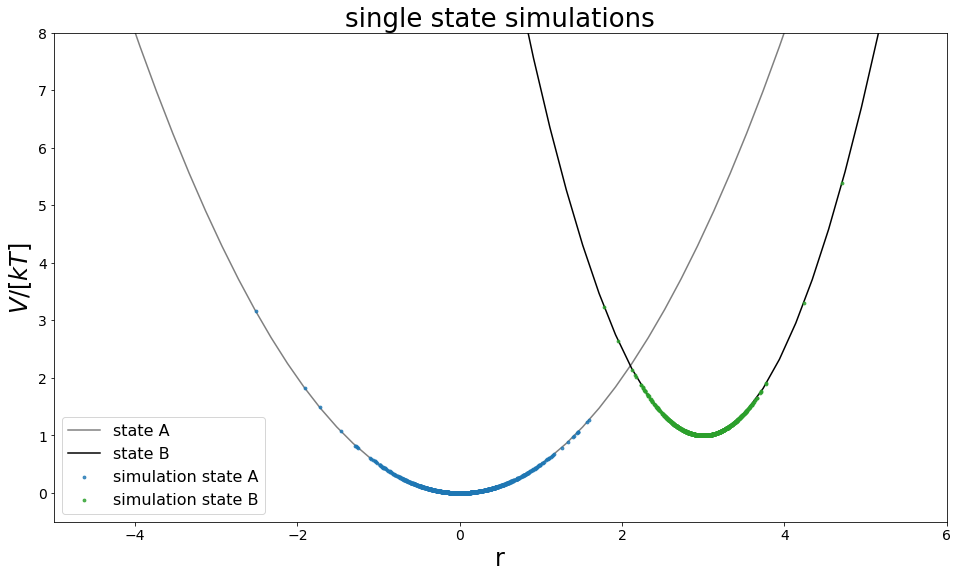 single state simulations
V/[kT]
8
7
6
5
4
3
2
1
0
−4
−2
0
2
4
6
r
state A
state B
simulation state A
simulation state B